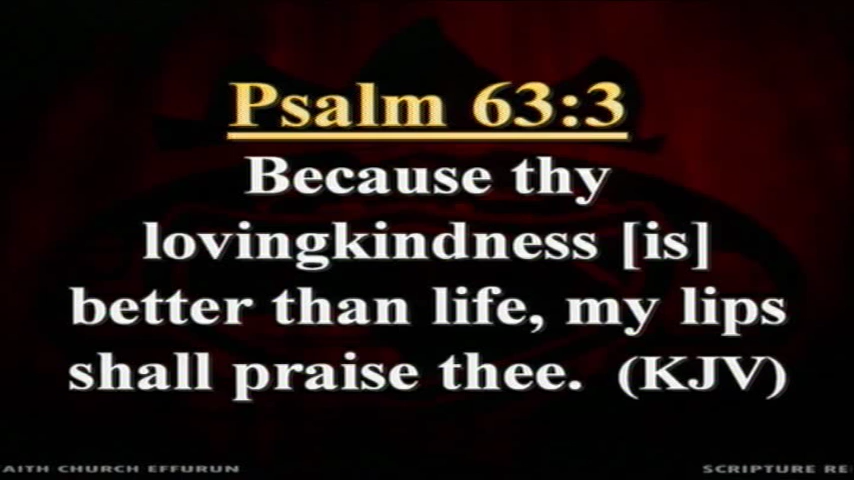 Psalm 63:3
Because thy
lovingkindness [is]
better than life, my lips
shall praise thee. (KJV)
AITH CHURCH EFFURUN
SCRIPTURE RE